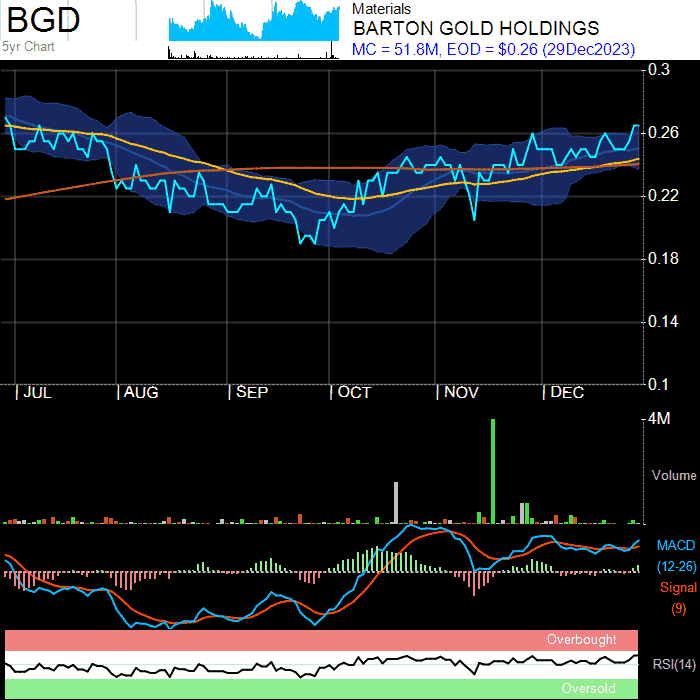 BGD
5yr Chart
Materials
BARTON GOLD HOLDINGS
MC = 51.8M, EOD = $0.26 (29Dec2023)
0.3
0.26
0.22
0.18
0.14
0.1
JUL AUG SEP OCT NOV DEC
4M
Volume
MACD
(12-26)
Signal
(9)
Overbought
RSI(14)
Oversold